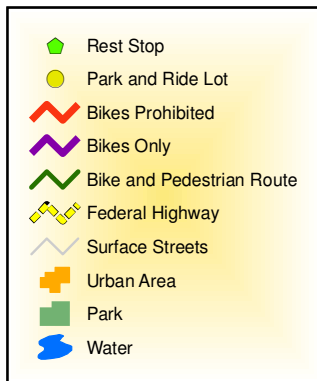 Rest Stop
Park and Ride Lot
Bikes Prohibited
Bikes Only
Bike and Pedestrian Route
Federal Highway
Surface Streets
Urban Area
Park
Water